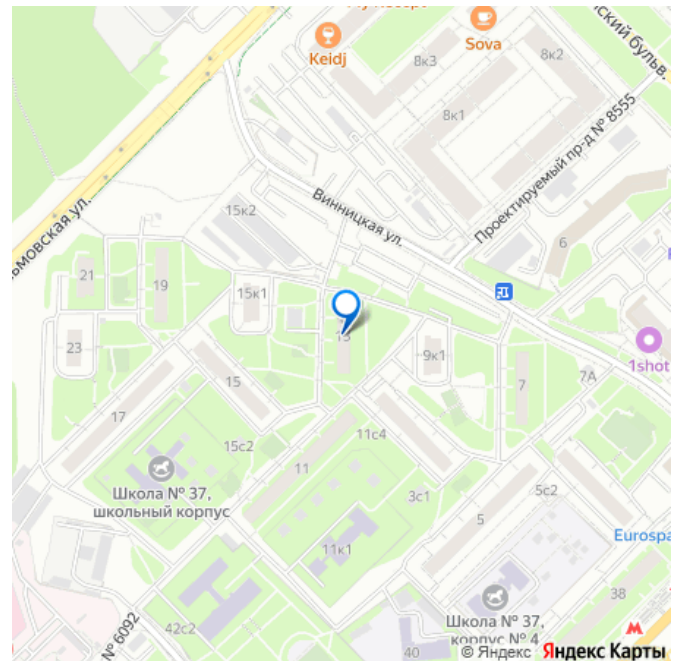 Keidj
Sova
8к3
8к2
8к1
ский бульв.
Проектируемый пр-д № 8555
15к2
Винницкая ул.
ьмовская ул.
6
21
19
15к1
13
23
9к1
1shot
7А
15
7
17
11с4
15с2
11
3с1
5с2
Школа № 37,
школьный корпус
5
11к1
Eurospa
38
Школа № 37,
корпус № 4
№ 6092
42с2
40
© Яндекс Яндекс Карты